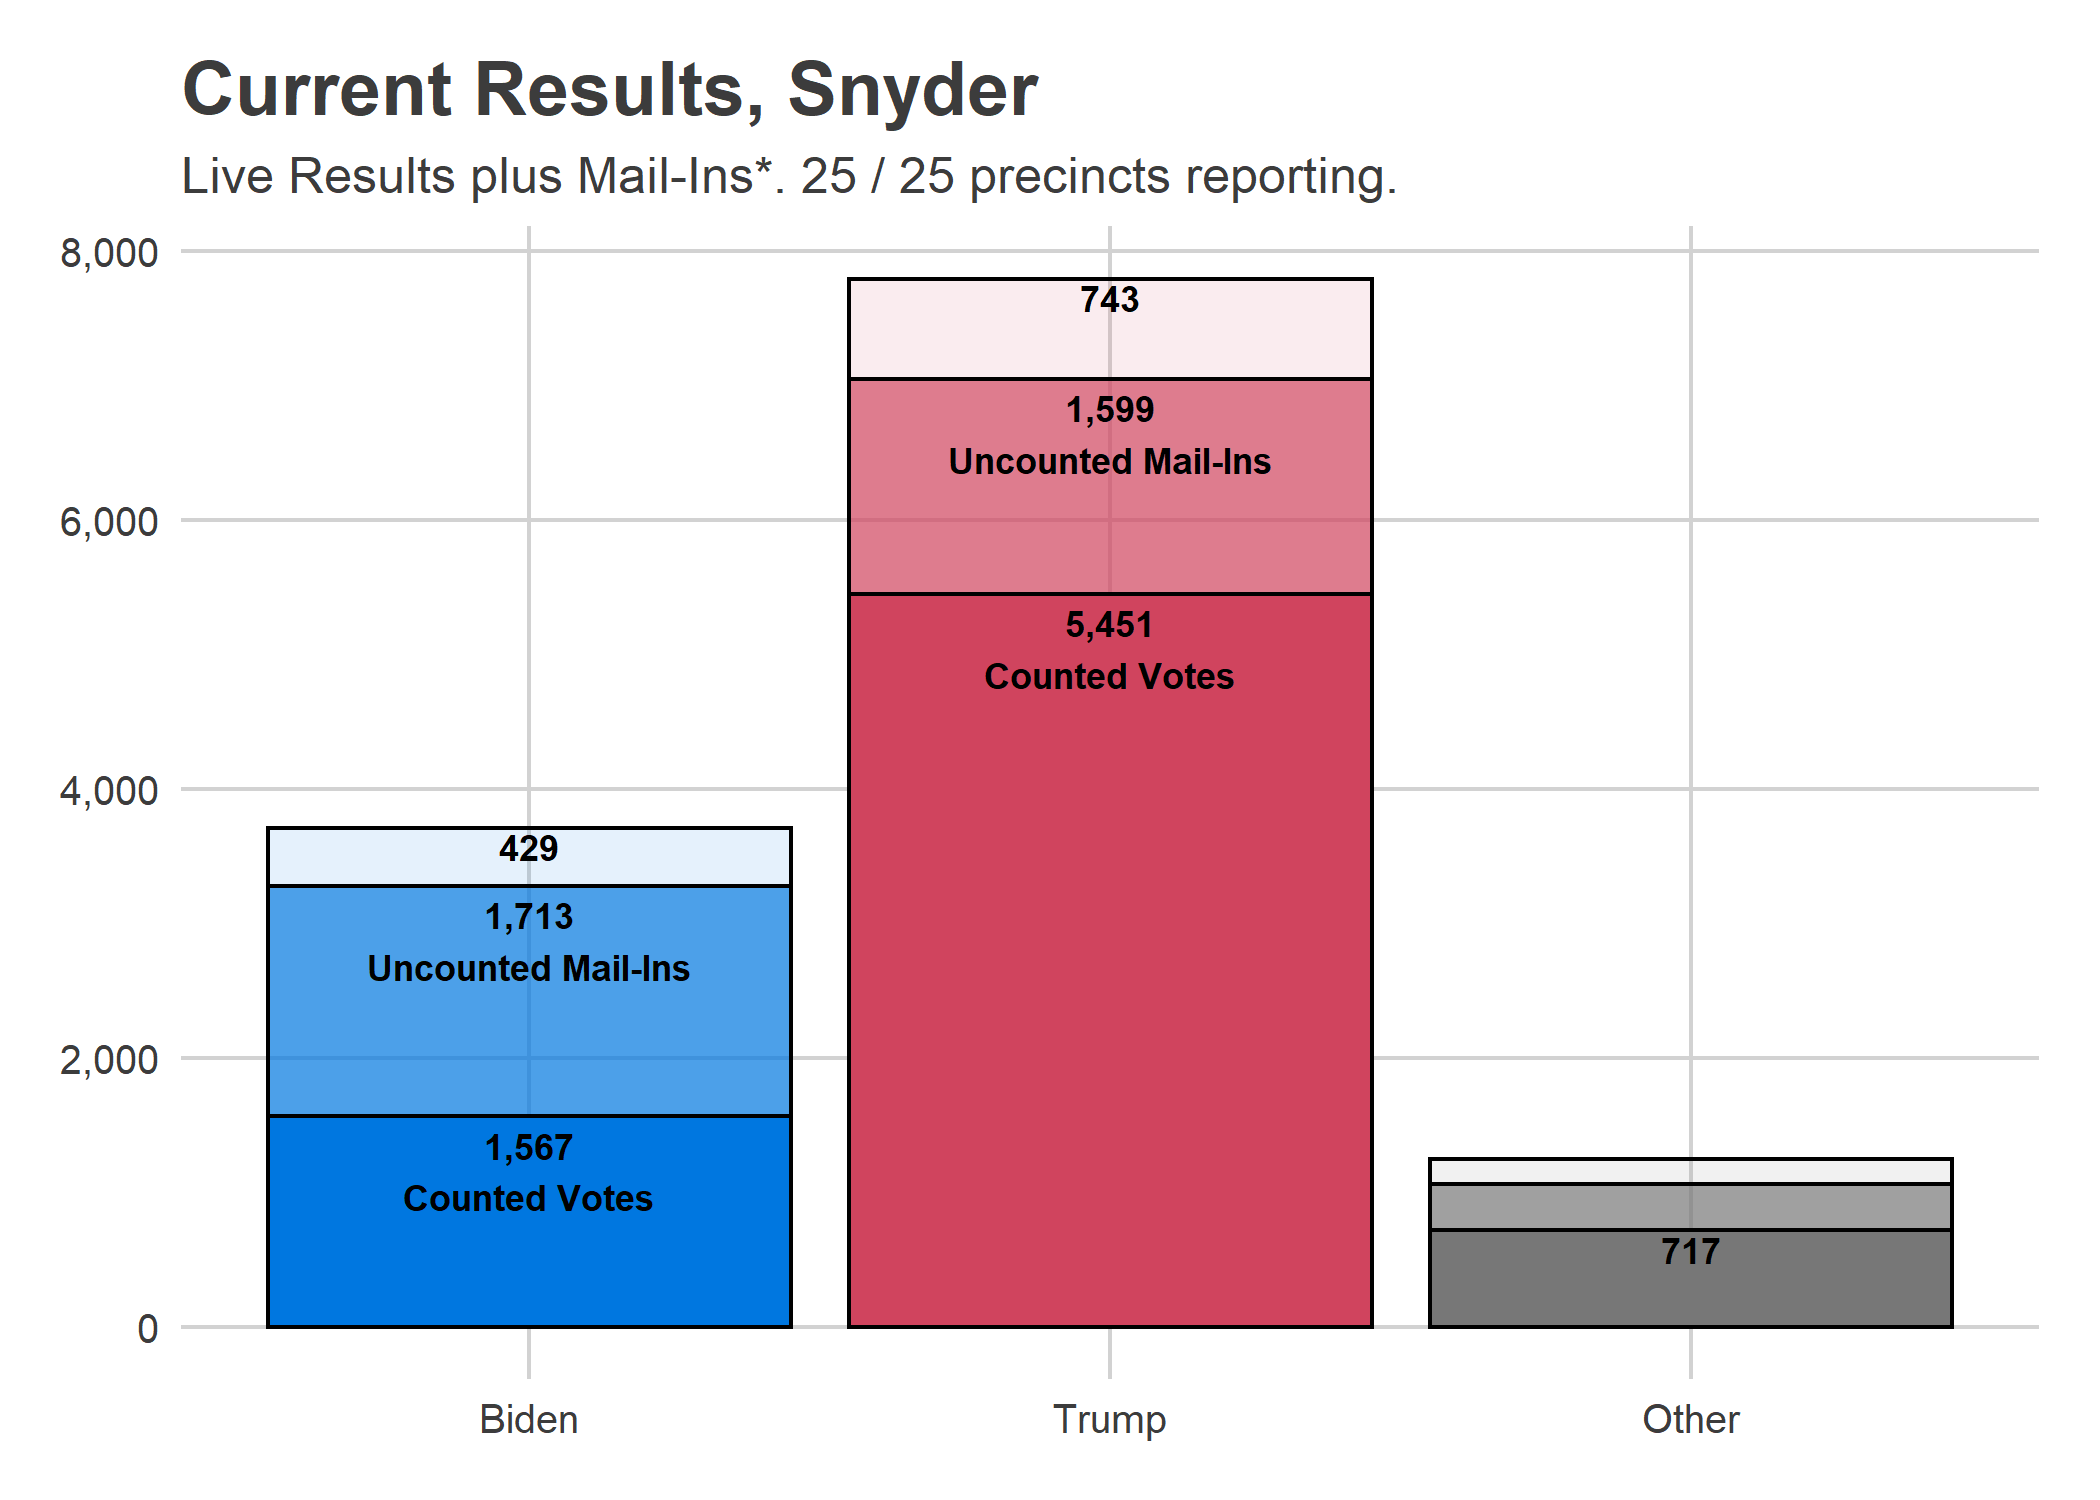 Current Results, Snyder
Live Results plus Mail-Ins*. 25 / 25 precincts reporting.
8,000
6,000
4,000
2,000
0
743
1,599
Uncounted Mail-Ins
5,451
Counted Votes
429
1,713
Uncounted Mail-Ins
1,567
Counted Votes
717
Biden
Trump
Other